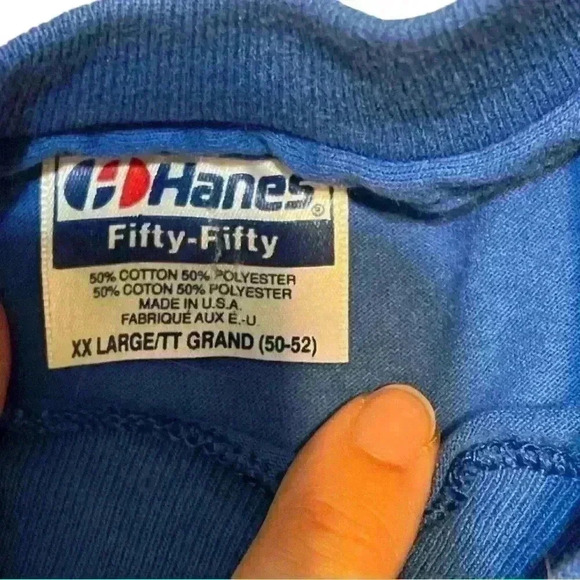 Hanes®
Fifty-Fifty
50% COTTON 50% POLYESTER
50% COTON 50% POLYESTER
MADE IN U.S.A.
FABRIQUÉ AUX É.-U.
XX LARGE/TT GRAND (50-52)